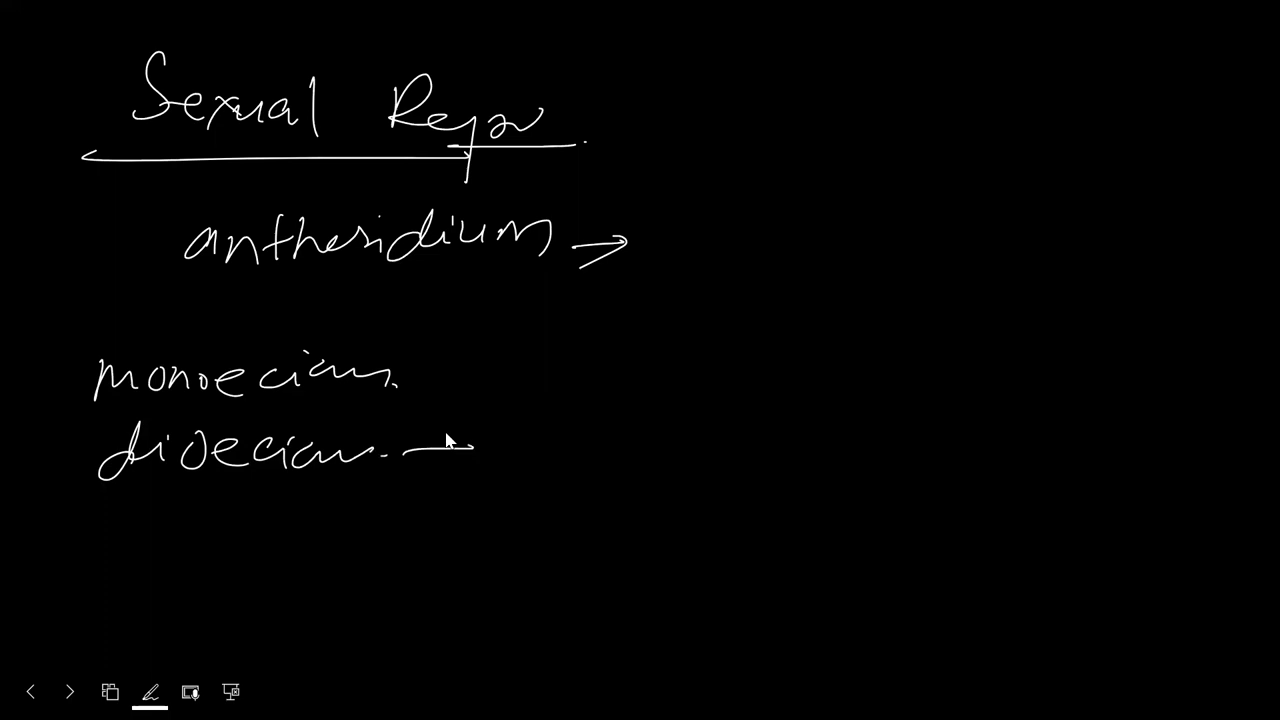 Sexual Repr
antheridium →
monoecious
dioecious —